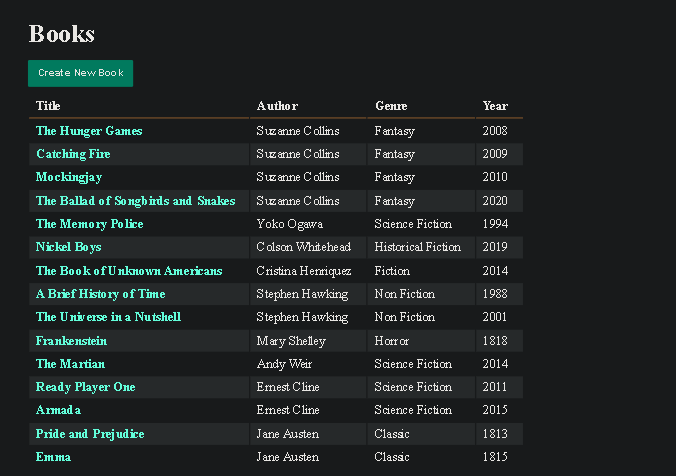 Books
Create New Book
Title Author Genre Year
The Hunger Games Suzanne Collins Fantasy 2008
Catching Fire Suzanne Collins Fantasy 2009
Mockingjay Suzanne Collins Fantasy 2010
The Ballad of Songbirds and Snakes Suzanne Collins Fantasy 2020
The Memory Police Yoko Ogawa Science Fiction 1994
Nickel Boys Colson Whitehead Historical Fiction 2019
The Book of Unknown Americans Cristina Henriquez Fiction 2014
A Brief History of Time Stephen Hawking Non Fiction 1988
The Universe in a Nutshell Stephen Hawking Non Fiction 2001
Frankenstein Mary Shelley Horror 1818
The Martian Andy Weir Science Fiction 2014
Ready Player One Ernest Cline Science Fiction 2011
Armada Ernest Cline Science Fiction 2015
Pride and Prejudice Jane Austen Classic 1813
Emma Jane Austen Classic 1815